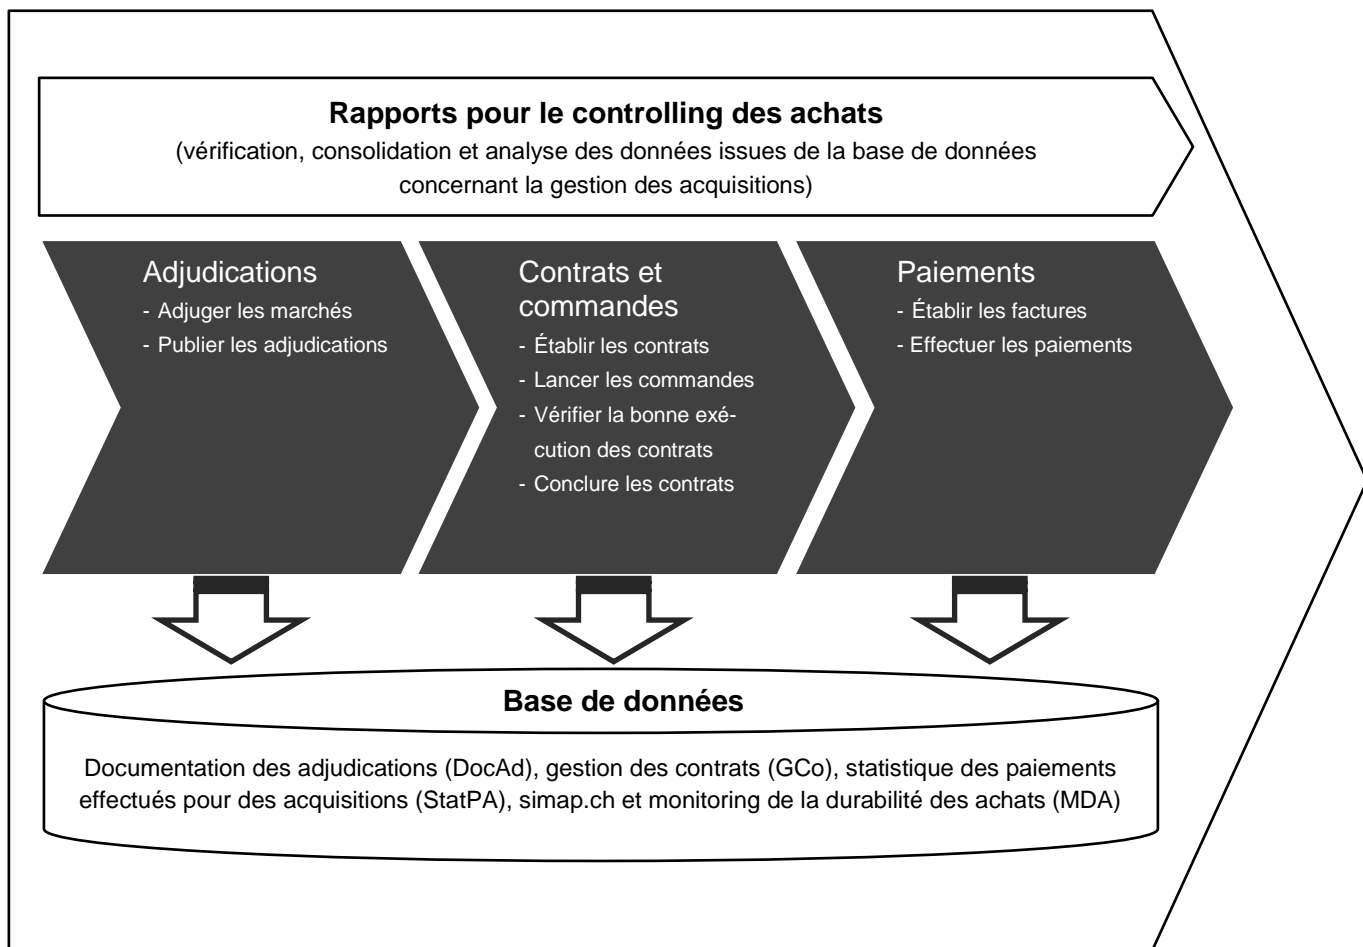 Rapports pour le controlling des achats
(vérification, consolidation et analyse des données issues de la base de données
concernant la gestion des acquisitions)
Adjudications
- Adjuger les marchés
- Publier les adjudications
Contrats et
commandes
- Établir les contrats
- Lancer les commandes
- Vérifier la bonne exé-
cution des contrats
- Conclure les contrats
Paiements
- Établir les factures
- Effectuer les paiements
Base de données
Documentation des adjudications (DocAd), gestion des contrats (GCo), statistique des paiements
effectués pour des acquisitions (StatPA), simap.ch et monitoring de la durabilité des achats (MDA)